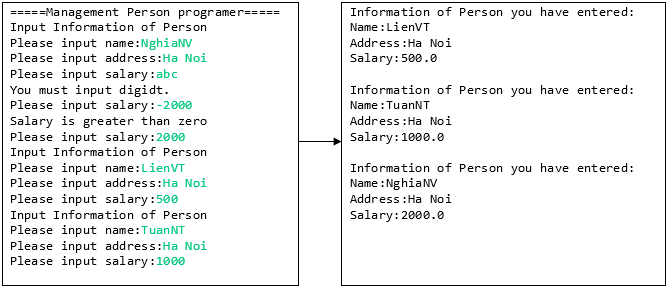 =====Management Person programer=====
Input Information of Person
Please input name:NghiaNV
Please input address:Ha Noi
Please input salary:abc
You must input digidt.
Please input salary:-2000
Salary is greater than zero
Please input salary:2000
Input Information of Person
Please input name:LienVT
Please input address:Ha Noi
Please input salary:500
Input Information of Person
Please input name:TuanNT
Please input address:Ha Noi
Please input salary:1000
Information of Person you have entered:
Name:LienVT
Address:Ha Noi
Salary:500.0
Information of Person you have entered:
Name:TuanNT
Address:Ha Noi
Salary:1000.0
Information of Person you have entered:
Name:NghiaNV
Address:Ha Noi
Salary:2000.0